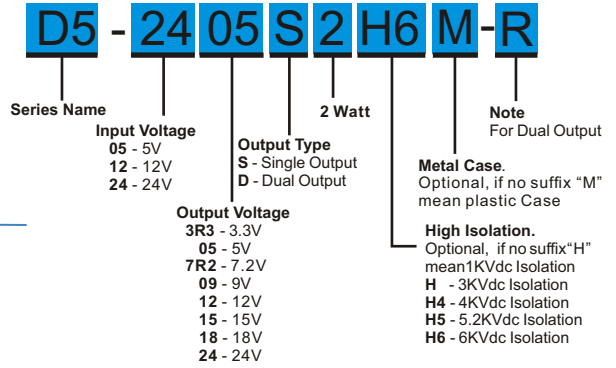 D5 - 24 05 S 2 H6 M - R
Series Name
Input Voltage
05 - 5V
12 - 12V
24 - 24V
Output Voltage
3R3 - 3.3V
05 - 5V
7R2 - 7.2V
09 - 9V
12 - 12V
15 - 15V
18 - 18V
24 - 24V
Output Type
S - Single Output
D - Dual Output
2 Watt
High Isolation.
Optional, if no suffix“H”
mean1KVdc Isolation
H - 3KVdc Isolation
H4 - 4KVdc Isolation
H5 - 5.2KVdc Isolation
H6 - 6KVdc Isolation
Metal Case.
Optional, if no suffix “M”
mean plastic Case
Note
For Dual Output